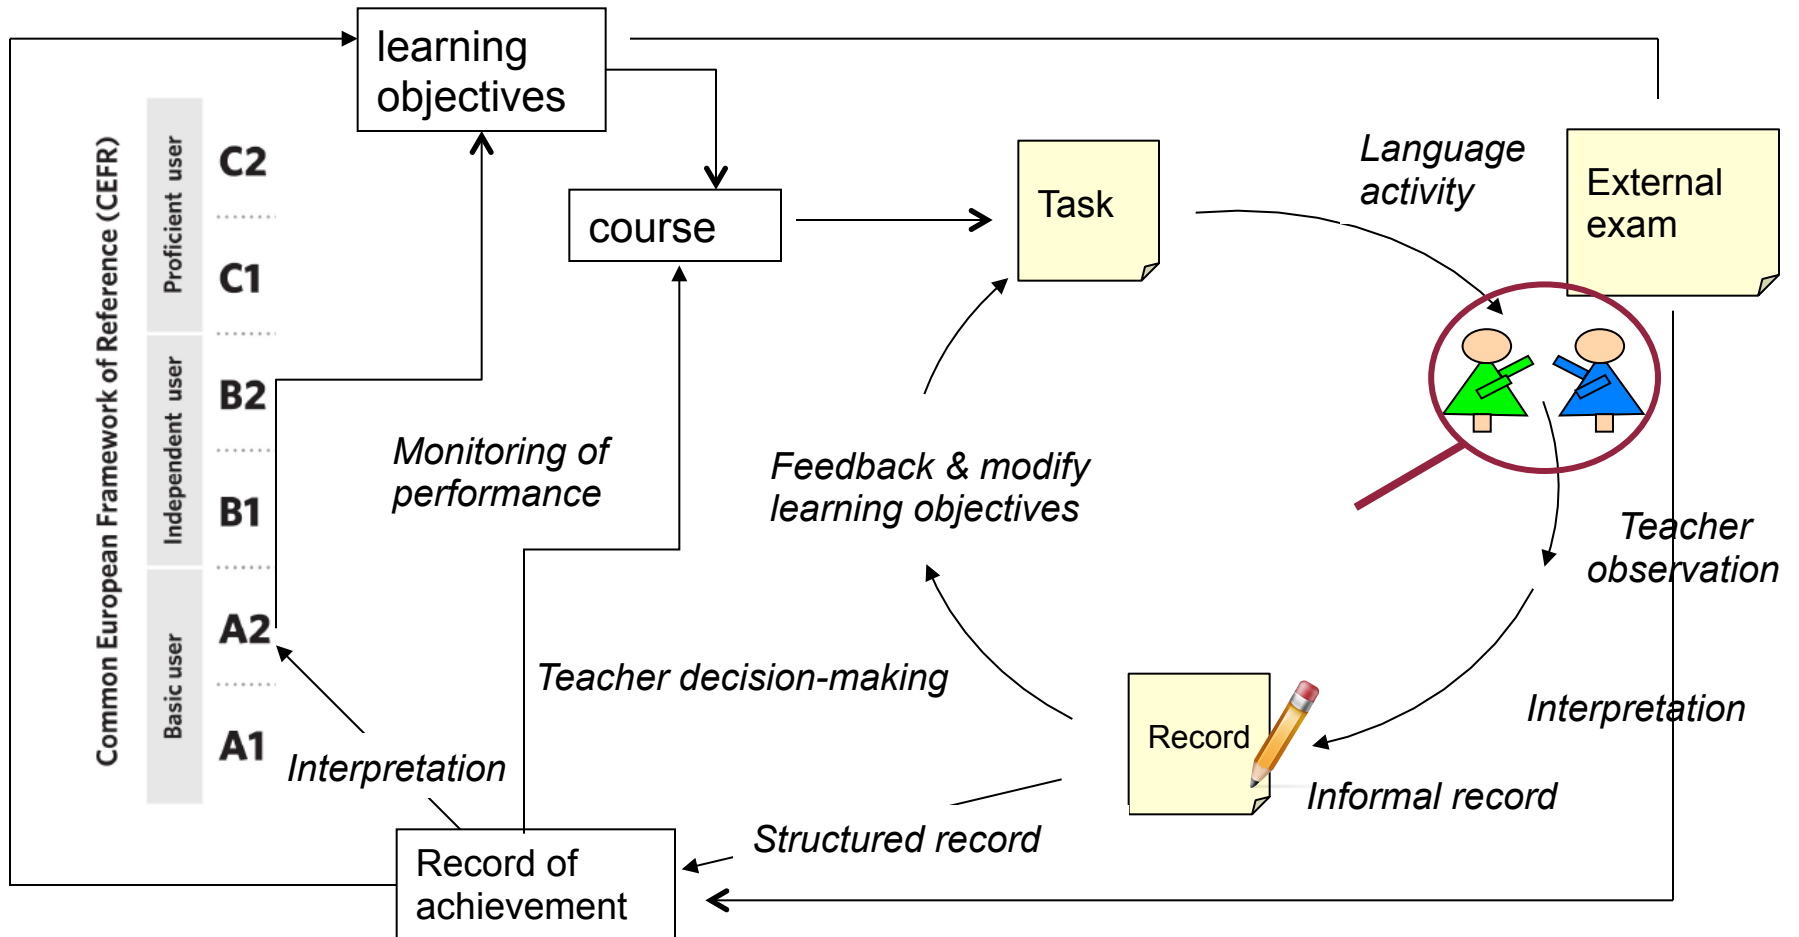 learning
objectives
Common European Framework of Reference (CEFR)
Proficient user
Independent user
Basic user
C2
C1
B2
B1
A2
A1
course
Task
Language
activity
External
exam
Monitoring of
performance
Feedback & modify
learning objectives
Teacher
observation
Teacher decision-making
Interpretation
Record
Informal record
Interpretation
Structured record
Record of
achievement